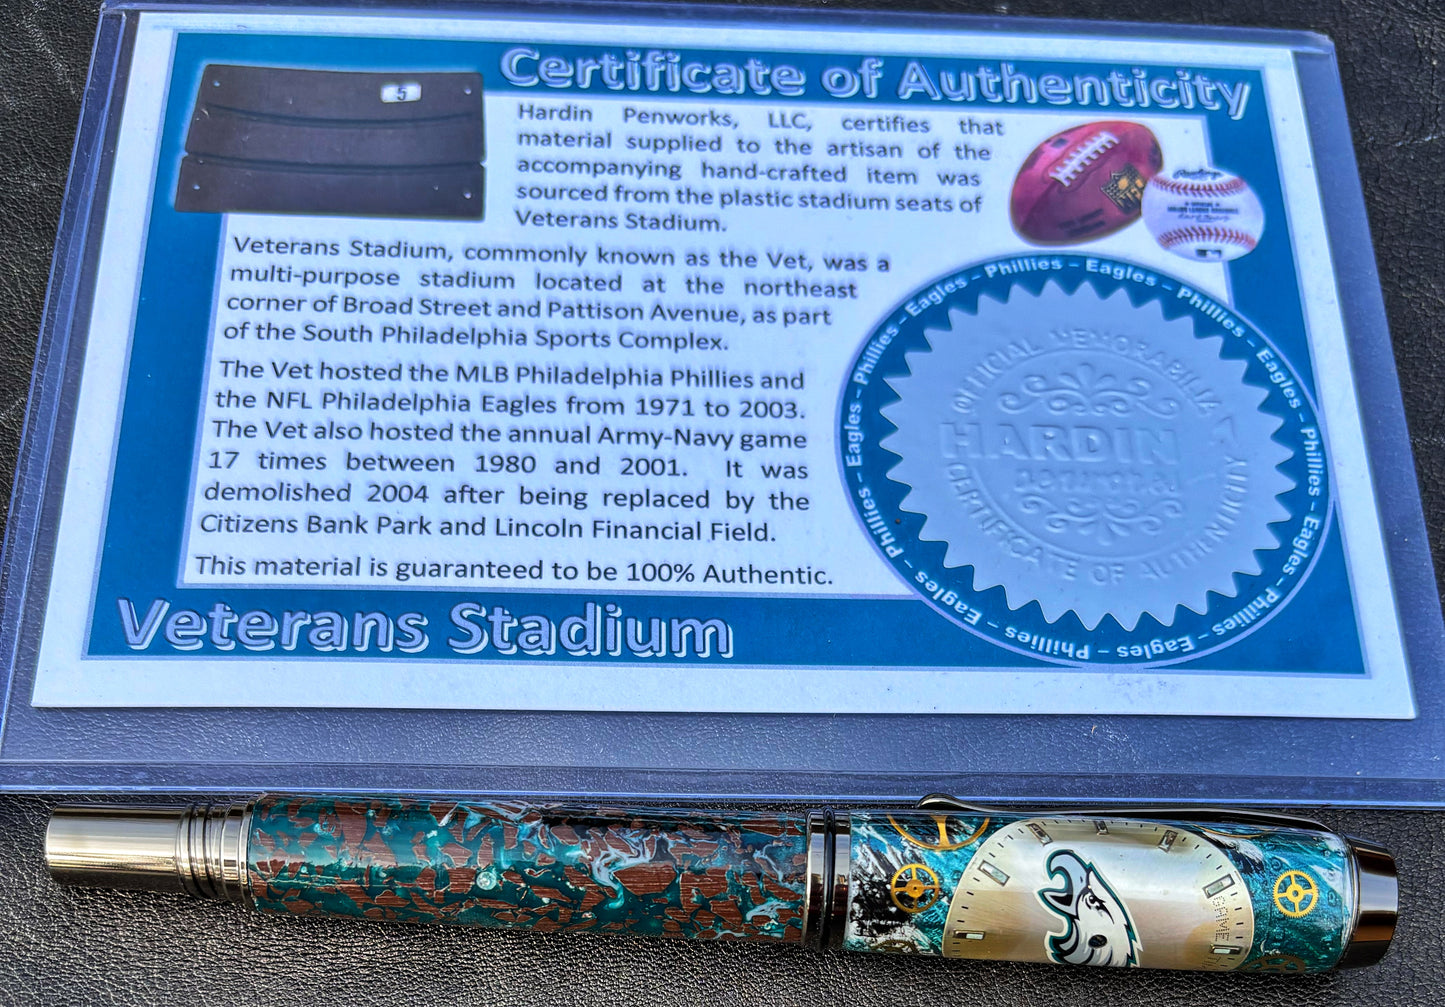 Certificate of Authenticity
5
Hardin Penworks, LLC, certifies that
material supplied to the artisan of the
accompanying hand-crafted item was
sourced from the plastic stadium seats of
Veterans Stadium.
Veterans Stadium, commonly known as the Vet, was a
multi-purpose stadium located at the northeast
corner of Broad Street and Pattison Avenue, as part
of the South Philadelphia Sports Complex.
The Vet hosted the MLB Philadelphia Phillies and
the NFL Philadelphia Eagles from 1971 to 2003.
The Vet also hosted the annual Army-Navy game
17 times between 1980 and 2001. It was
demolished 2004 after being replaced by the
Citizens Bank Park and Lincoln Financial Field.
This material is guaranteed to be 100% Authentic.
Veterans Stadium
Rawlings
Phillies – Eagles – Phillies – Eagles – Phillies – Eagles – Phillies – Eagles – Phillies – Eagles – Phillies – Eagles – Phillies – Eagles –
OFFICIAL MEMORABILIA
HARDIN
CERTIFICATE OF AUTHENTICITY
GAME